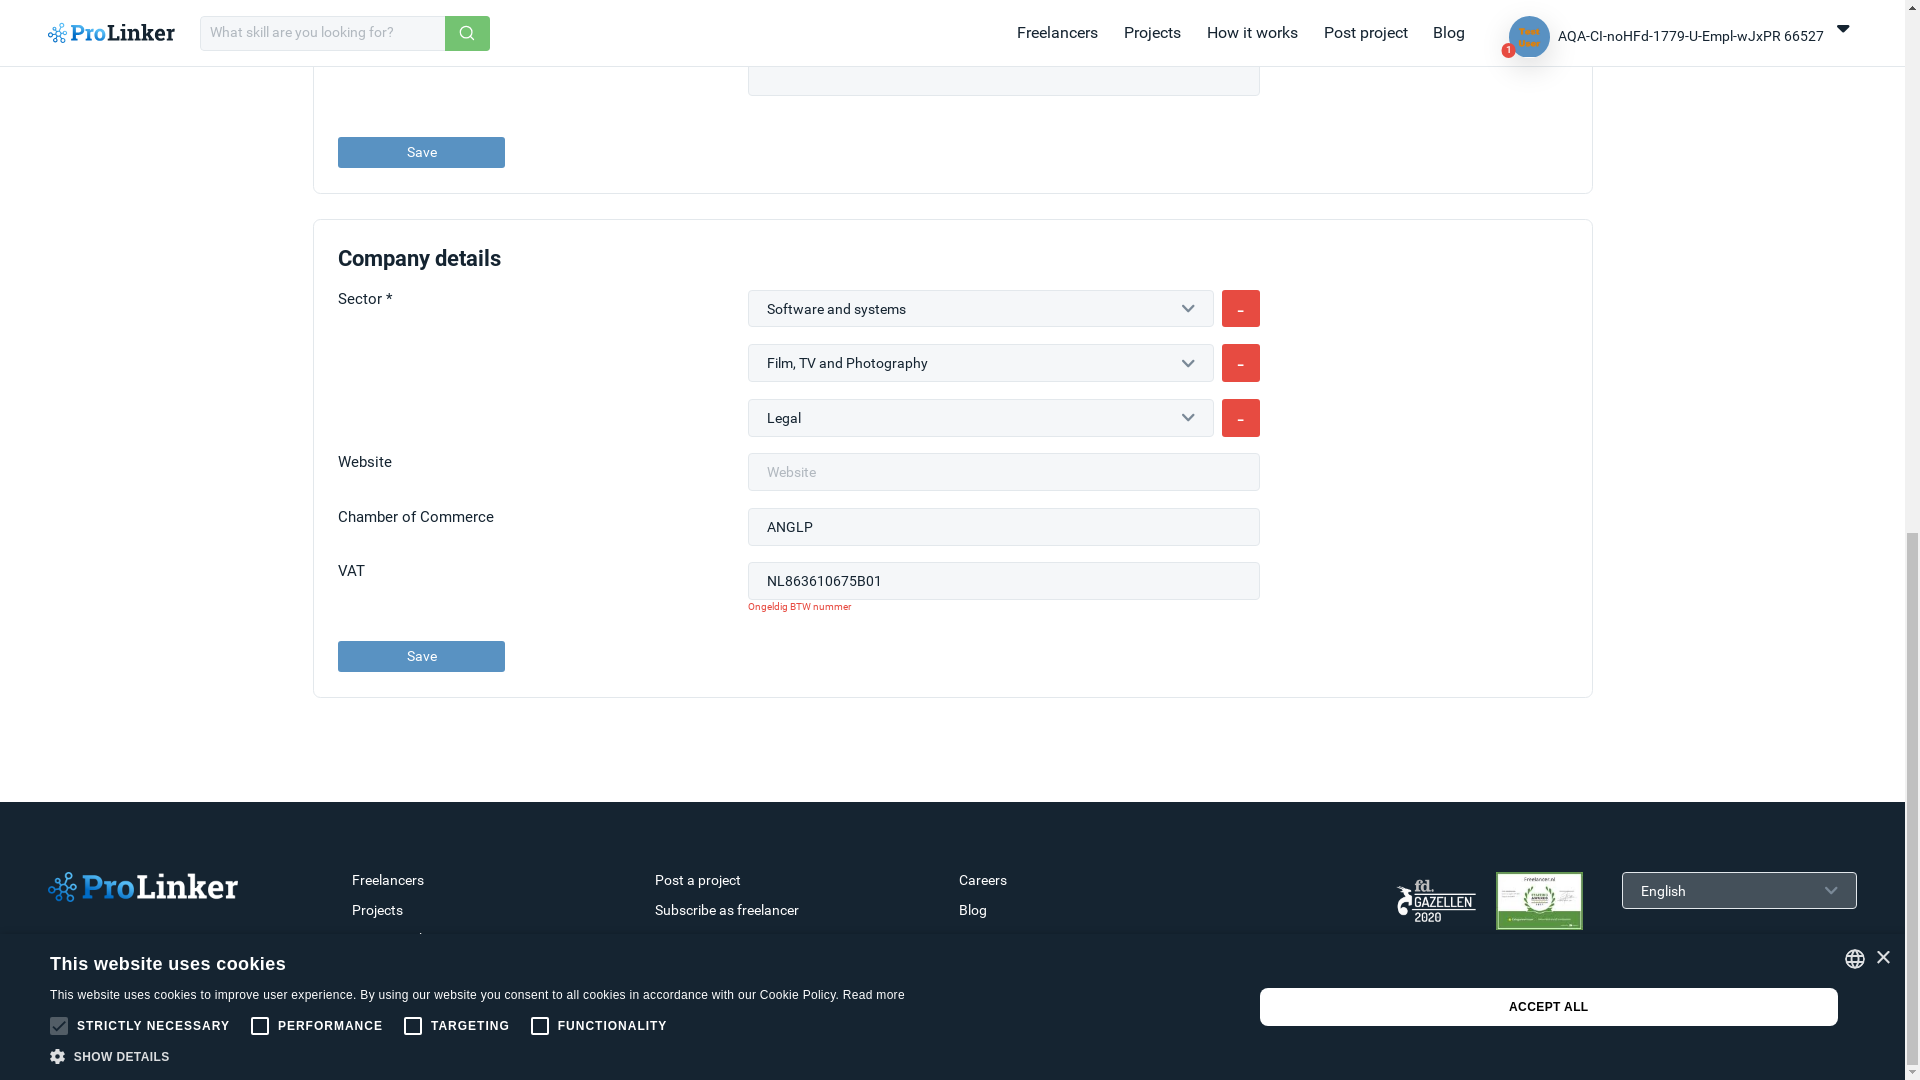 ProLinker
What skill are you looking for?
Freelancers
Projects
How it works
Post project
Blog
Test User
1
AQA-CI-noHFd-1779-U-Empl-wJxPR 66527
Save
Company details
Sector *
Software and systems
-
Film, TV and Photography
-
Legal
-
Website
Website
Chamber of Commerce
ANGLP
VAT
NL863610675B01
Ongeldig BTW nummer
Save
ProLinker
Freelancers
Projects
Post a project
Subscribe as freelancer
Careers
Blog
fd.
GAZELLEN
2020
Freelancer.nl
English
This website uses cookies
This website uses cookies to improve user experience. By using our website you consent to all cookies in accordance with our Cookie Policy. Read more
STRICTLY NECESSARY
PERFORMANCE
TARGETING
FUNCTIONALITY
SHOW DETAILS
ACCEPT ALL
×